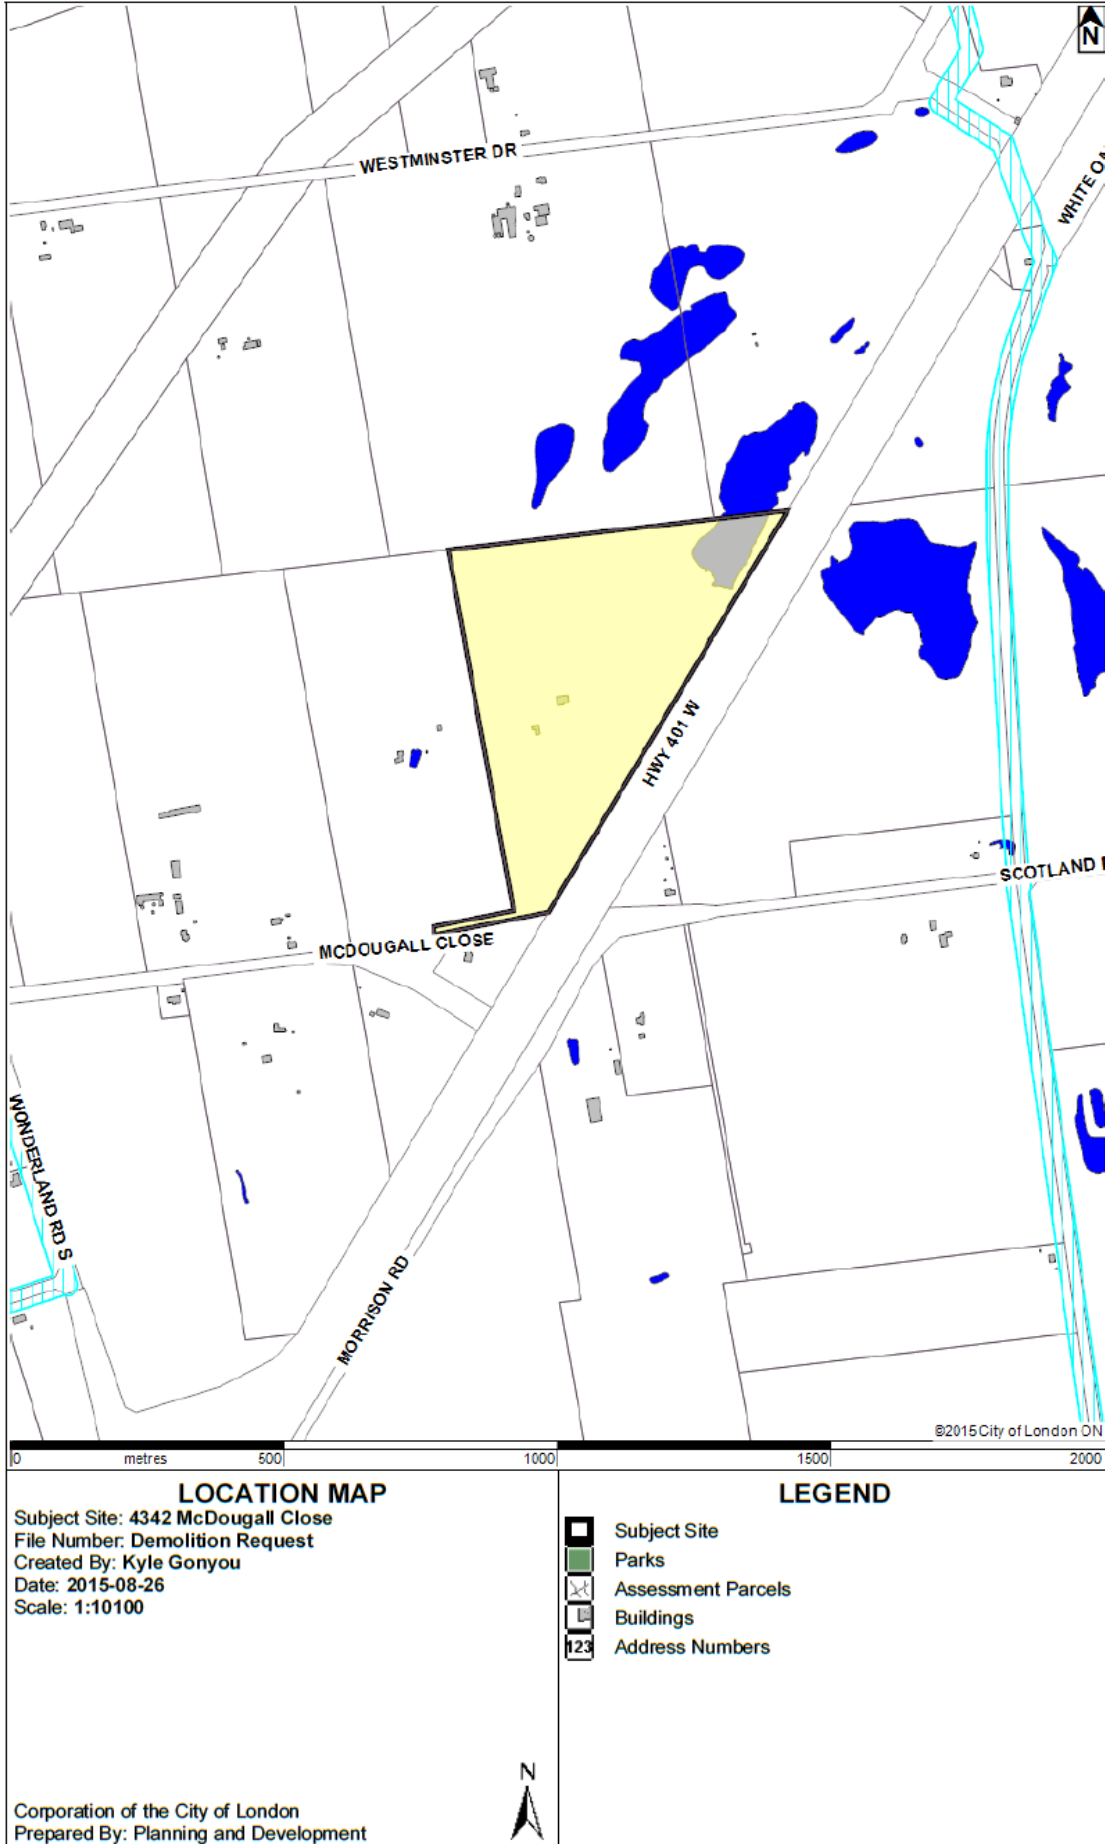 N
WESTMINSTER DR
HWY 401 W
MCDOUGALL CLOSE
WONDERLAND RD S
MORRISON RD
©2015 City of London ON
0 metres 500 1000 1500 2000
LOCATION MAP
Subject Site: 4342 McDougall Close
File Number: Demolition Request
Created By: Kyle Gonyou
Date: 2015-08-26
Scale: 1:10100
N
Corporation of the City of London
Prepared By: Planning and Development
LEGEND
Subject Site
Parks
Assessment Parcels
Buildings
123 Address Numbers
WHITE
SCOTLAND